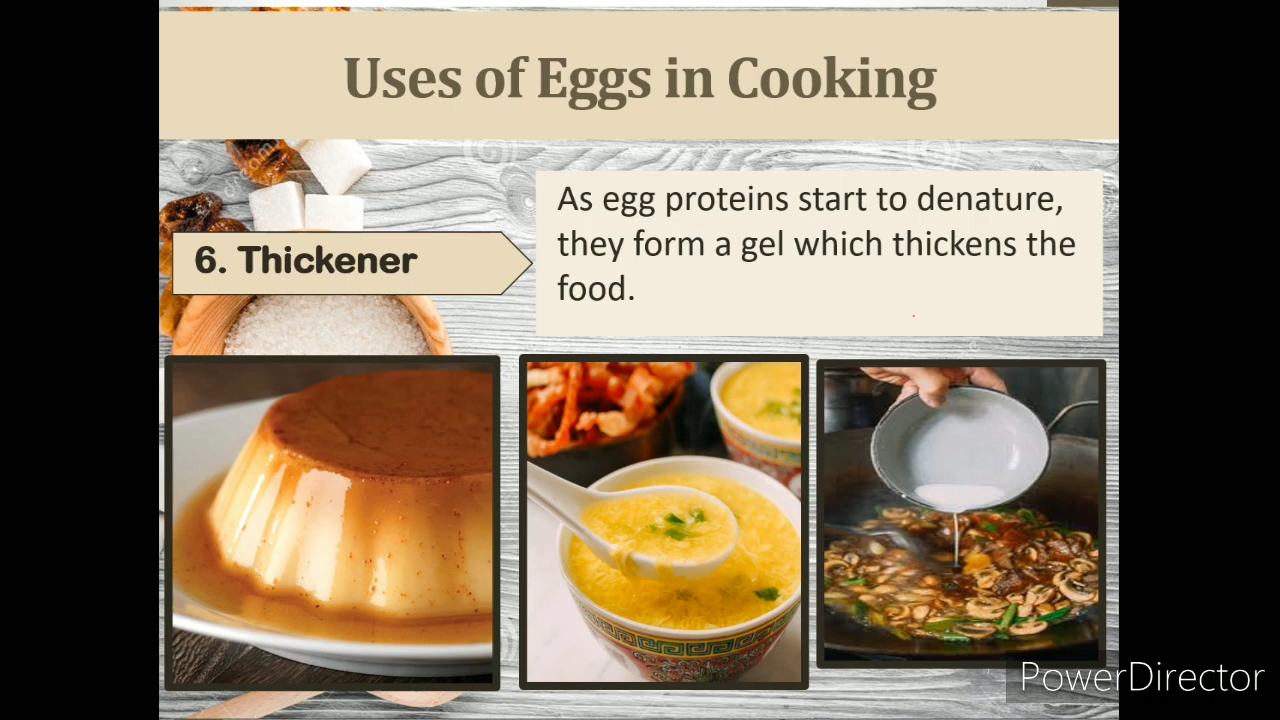 Uses of Eggs in Cooking
As egg proteins start to denature,
they form a gel which thickens the
food.
6. Thickener
PowerDirector